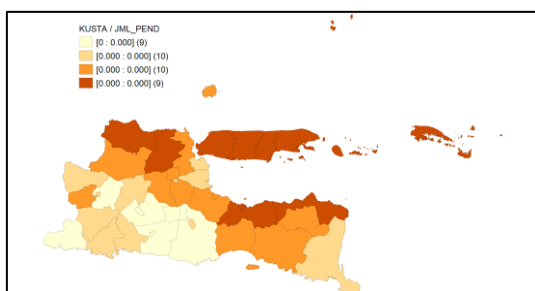 KUSTA / JML_PEND
[0 : 0.000] (9)
[0.000 : 0.000] (10)
[0.000 : 0.000] (10)
[0.000 : 0.000] (9)